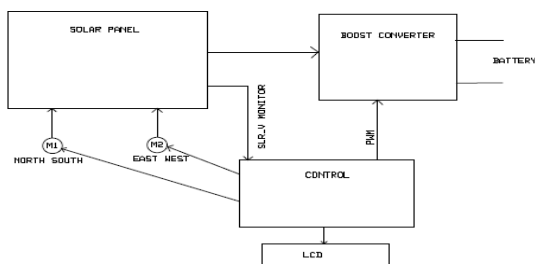 SOLAR PANEL
BOOST CONVERTER
BATTERY
SLR_V MONITOR
PWM
M1
M2
NORTH SOUTH
EAST WEST
CONTROL
LCD